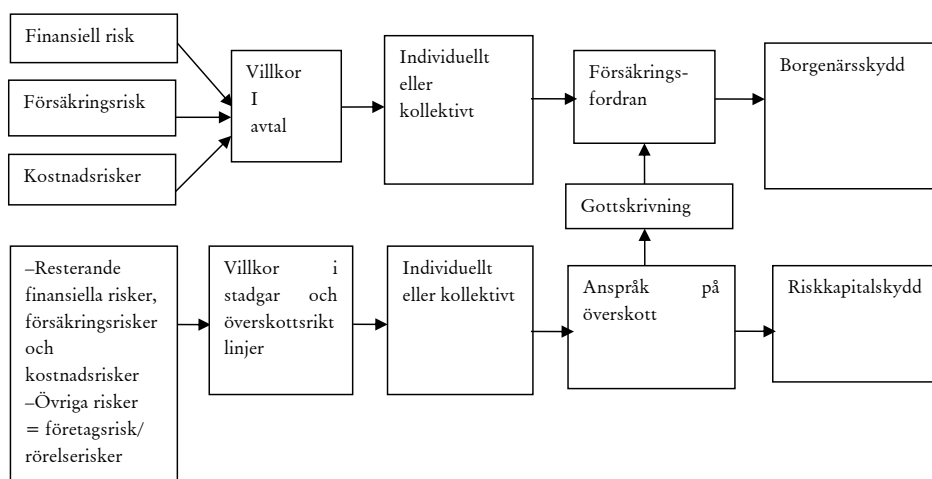 Finansiell risk
Försäkringsrisk
Kostnadsrisker
Villkor
I
avtal
Individuellt
eller
kollektivt
Försäkrings-
fordran
Borgenärsskydd
Gottskrivning
–Resterande
finansiella risker,
försäkringsrisker
och
kostnadsrisker
–Övriga risker
= företagsrisk/
rörelserisker
Villkor i
stadgar och
överskottsrikt
linjer
Individuellt
eller kollektivt
Anspråk på
överskott
Riskkapitalskydd